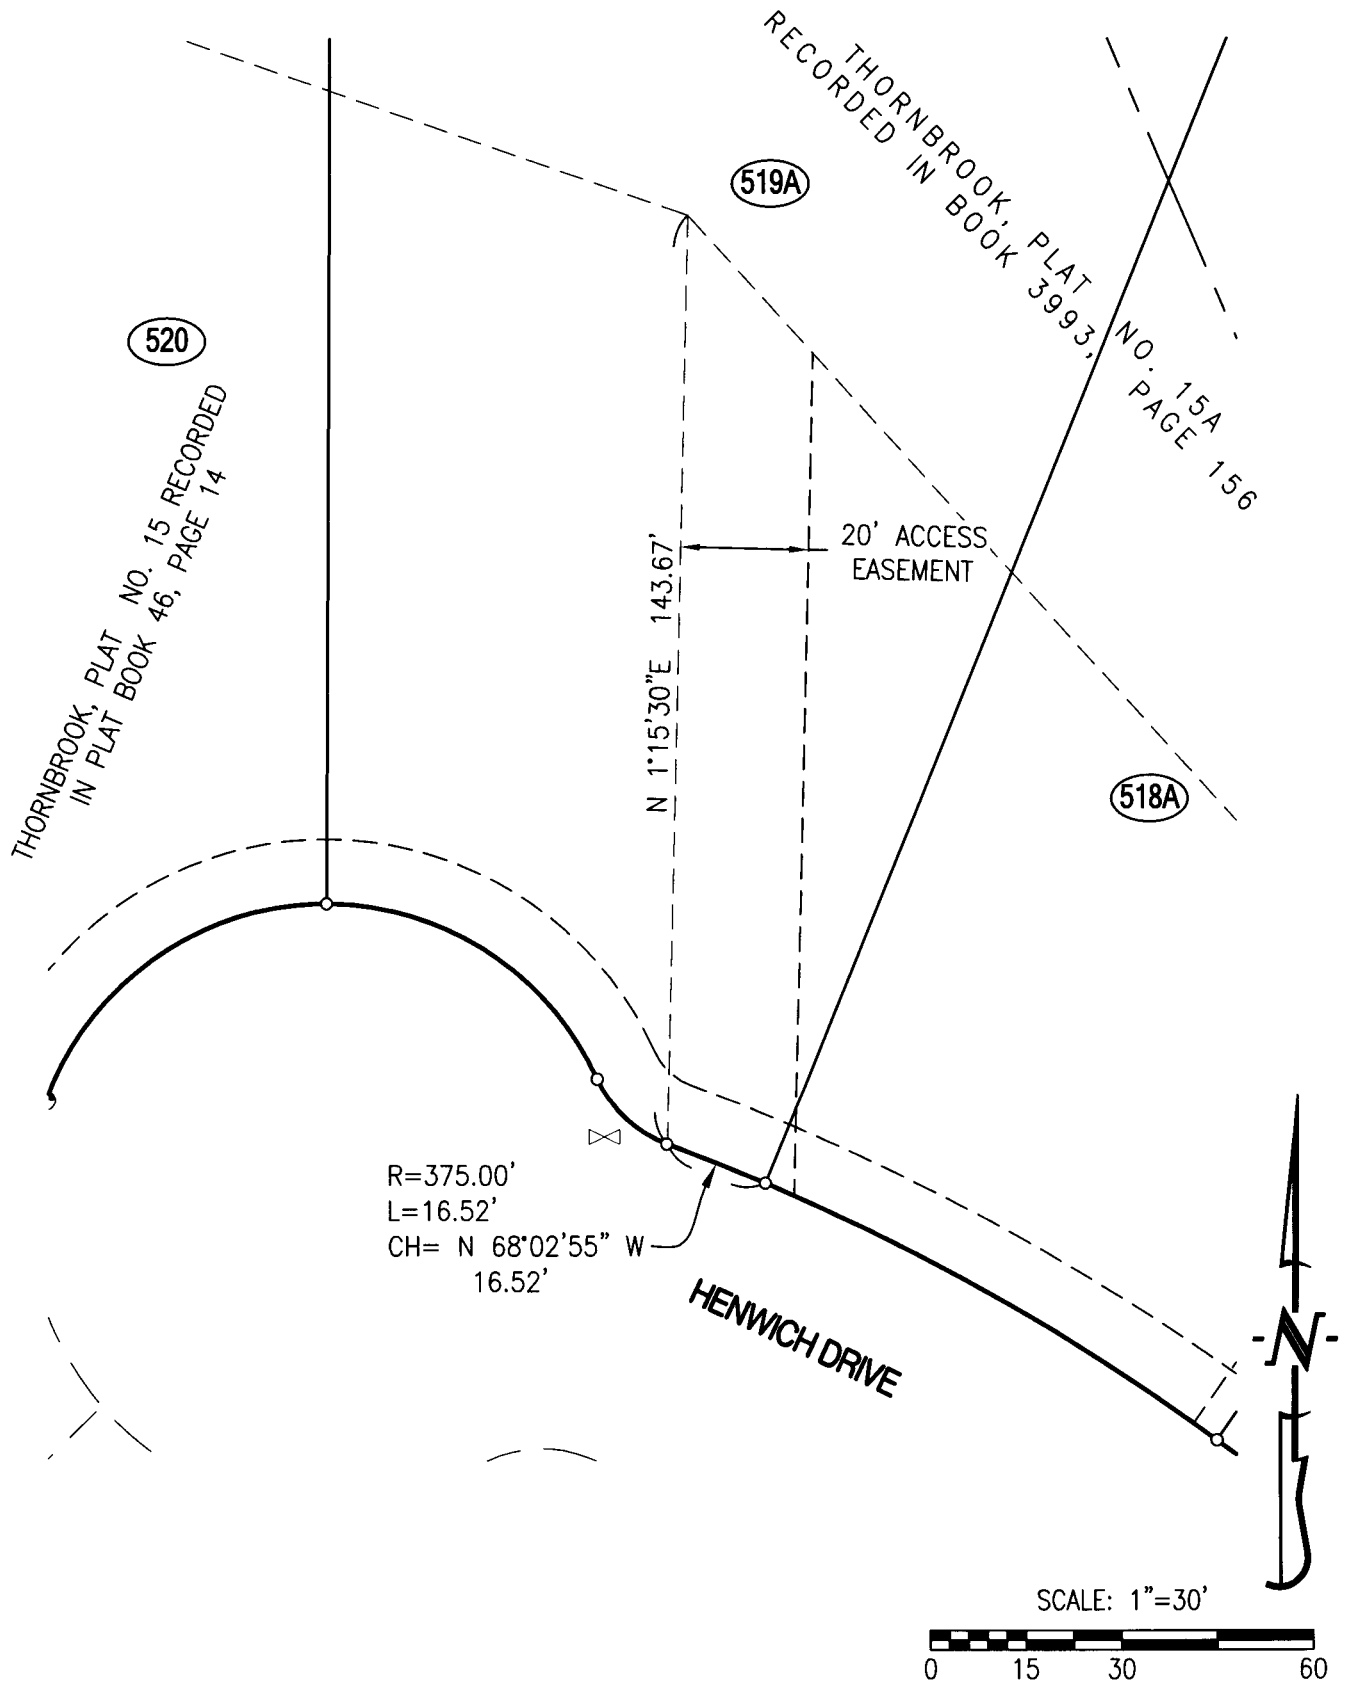 THORNBROOK, PLAT NO. 15A
RECORDED IN BOOK 3993, PAGE 156
519A
520
THORNBROOK, PLAT NO. 15 RECORDED
IN PLAT BOOK 46, PAGE 14
20' ACCESS
EASEMENT
N 1°15'30"E 143.67'
518A
R=375.00'
L=16.52'
CH= N 68°02'55" W
16.52'
HENWICH DRIVE
-N-
SCALE: 1"=30'
0 15 30 60